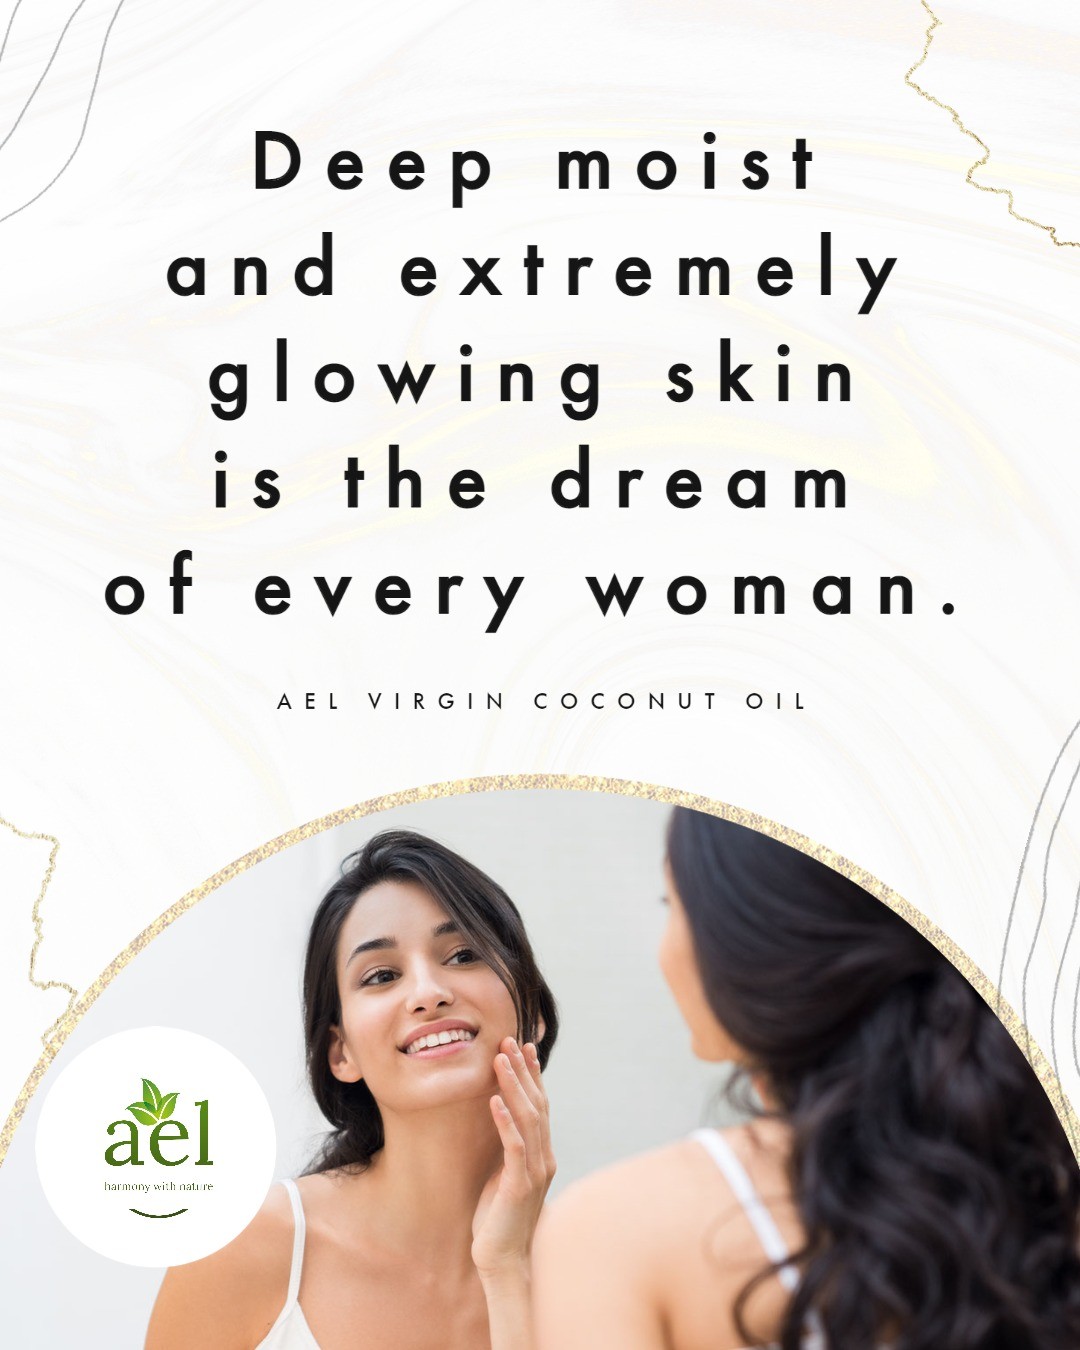 Deep moist
and extremely
glowing skin
is the dream
of every woman.
AEL VIRGIN COCONUT OIL
ael
harmony with nature